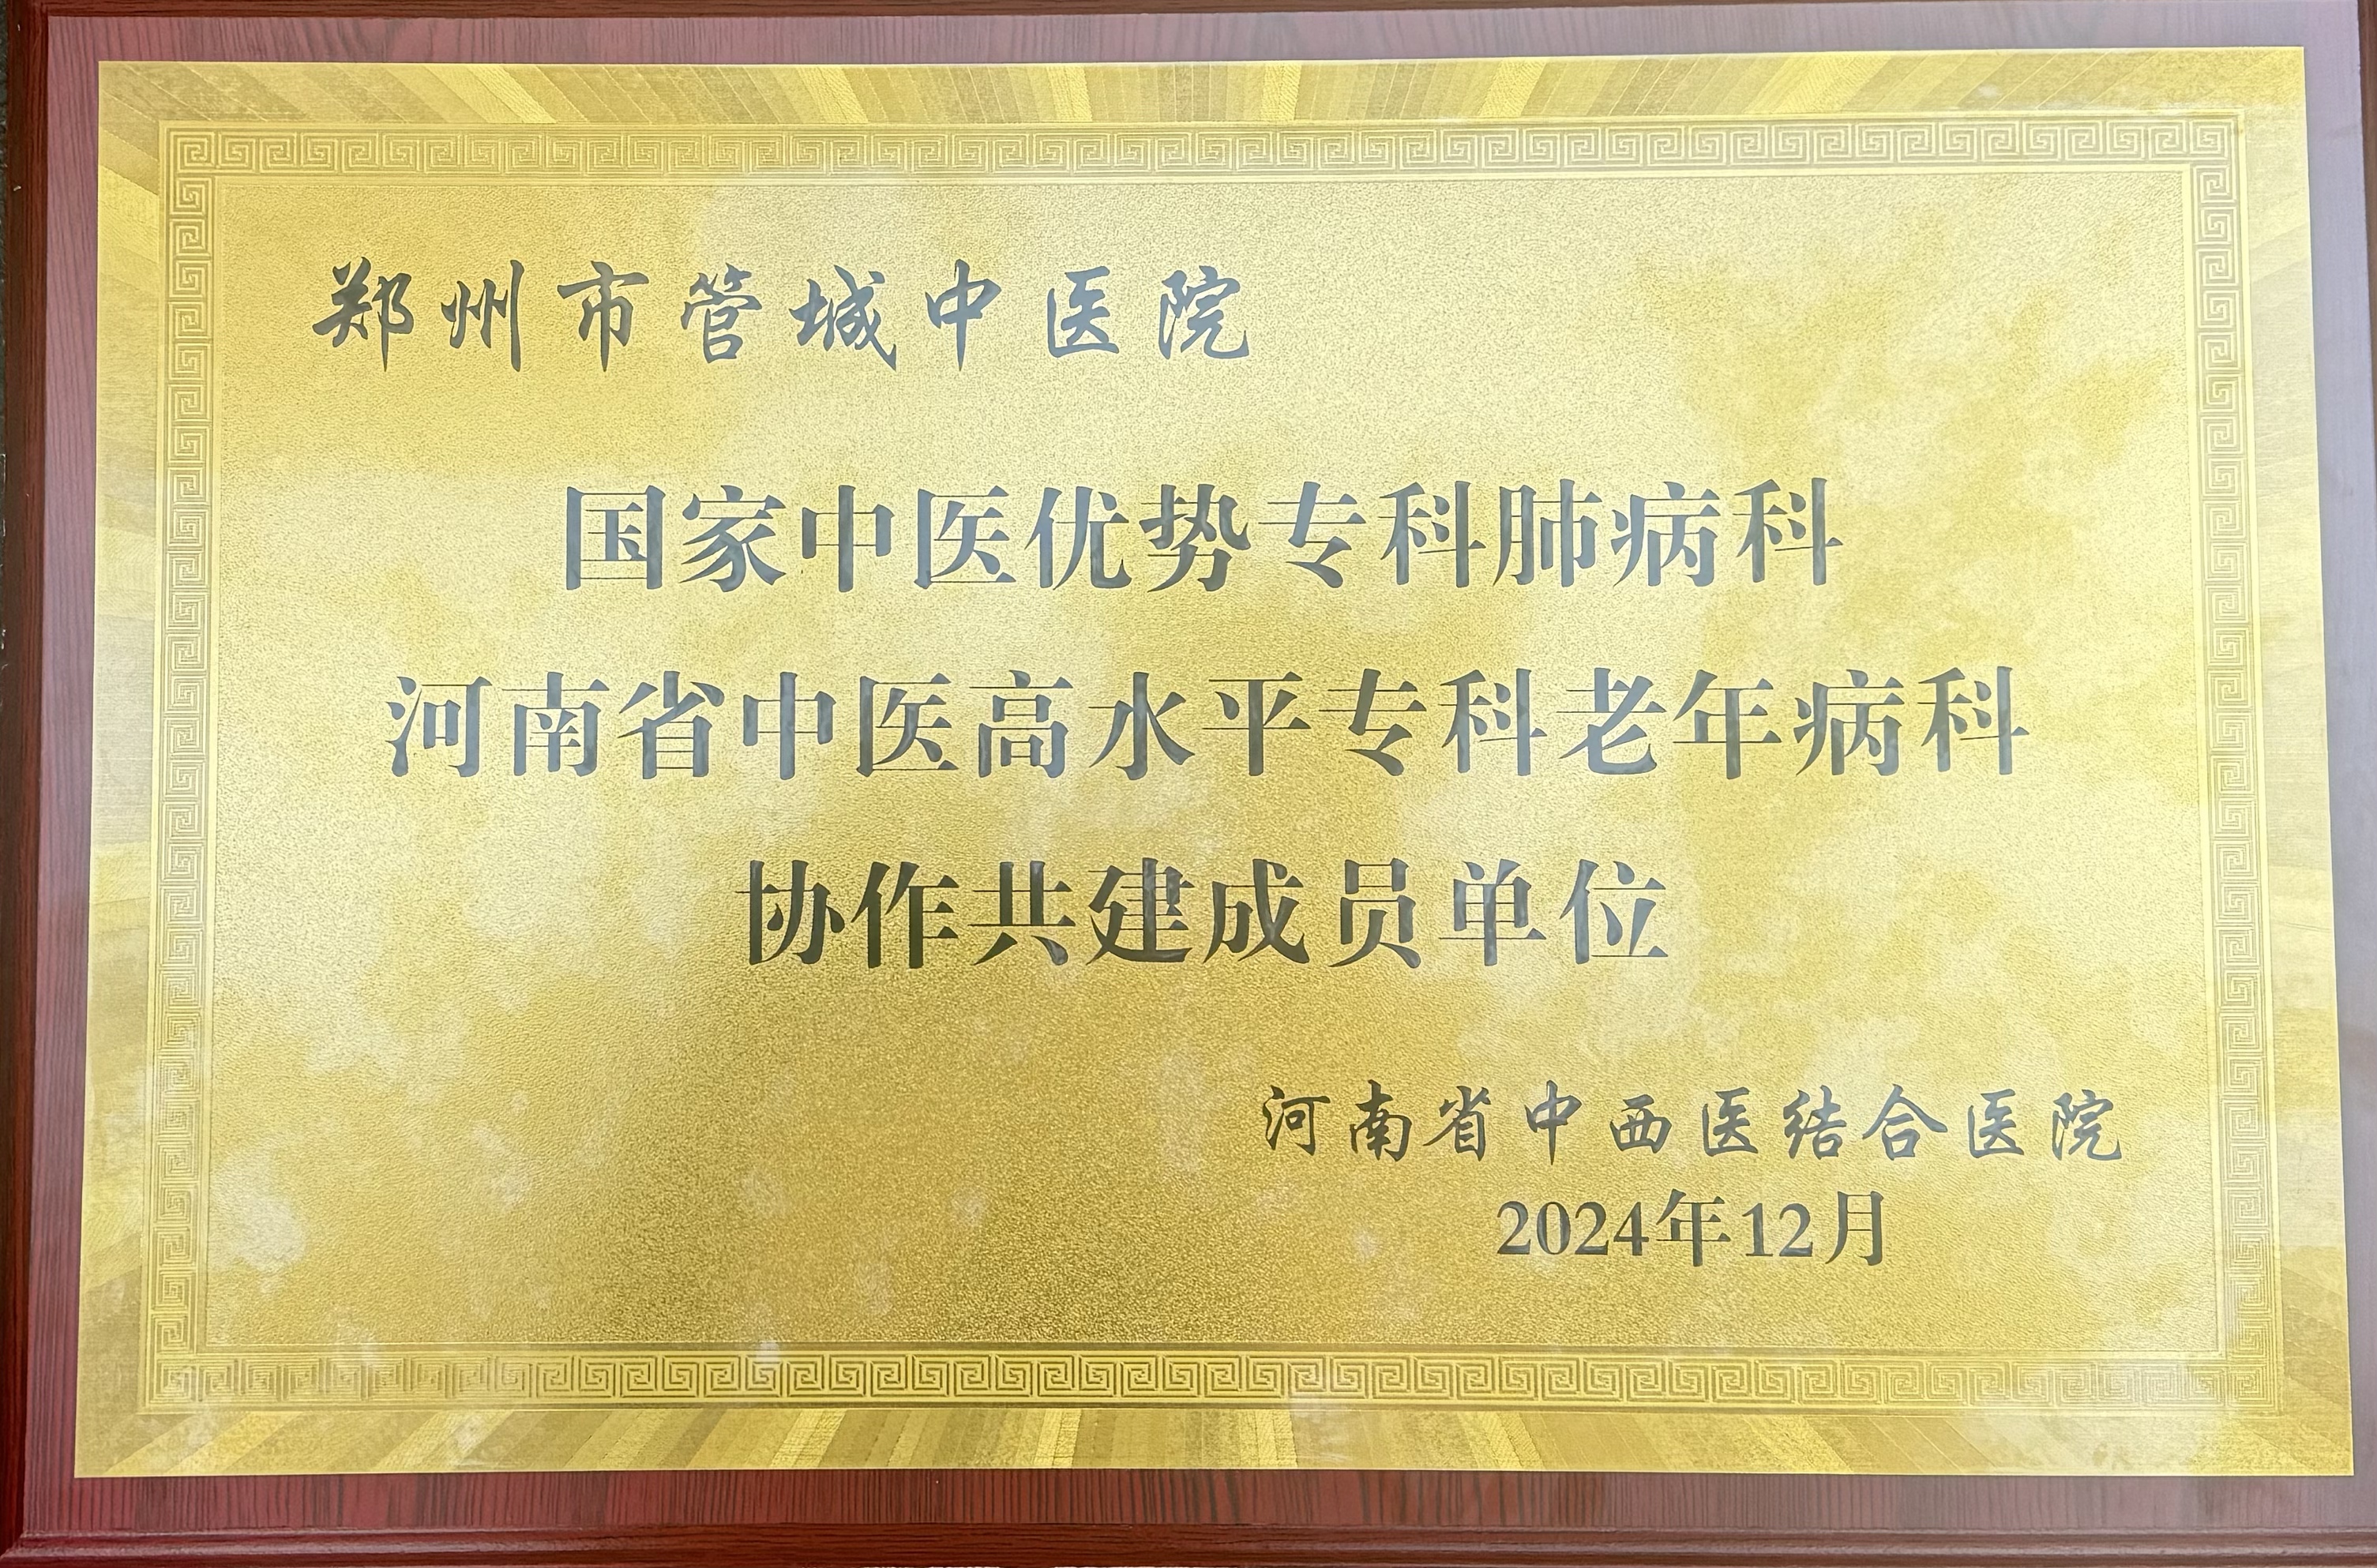 郑州市管城中医院
国家中医优势专科肺病科
河南省中医高水平专科老年病科
协作共建成员单位
河南省中西医结合医院
2024年12月